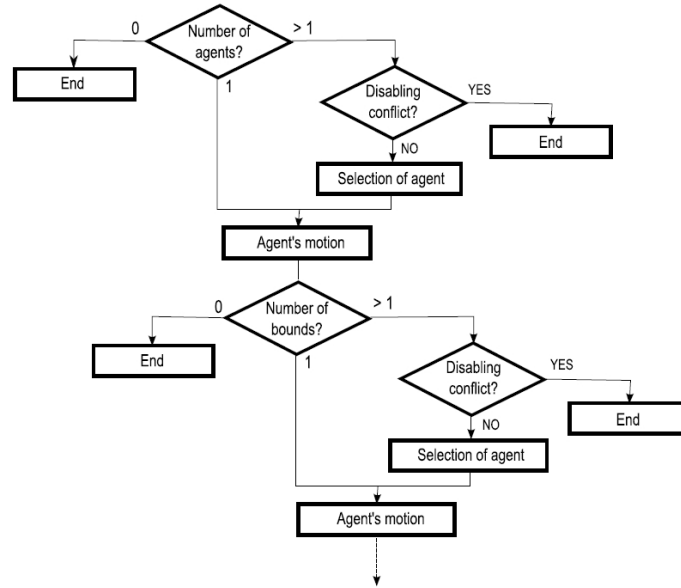 0
Number of
agents?
> 1
End
1
Disabling
conflict?
YES
End
NO
Selection of agent
Agent's motion
0
Number of
bounds?
> 1
End
1
Disabling
conflict?
YES
End
NO
Selection of agent
Agent's motion